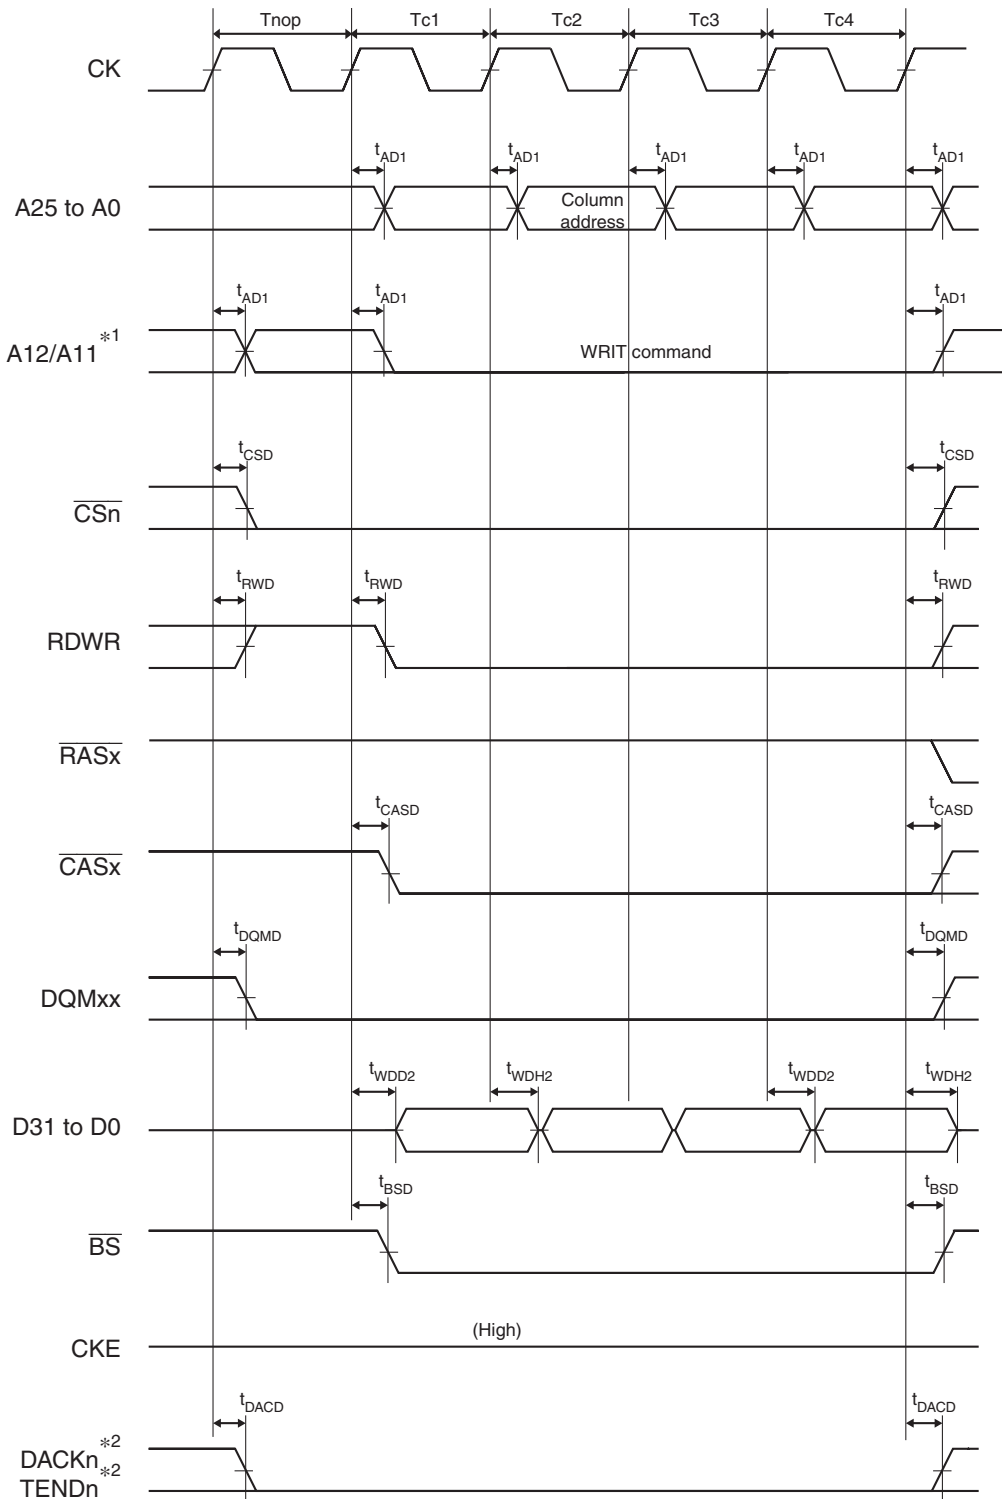 Tnop Tc1 Tc2 Tc3 Tc4
CK
tAD1 tAD1 tAD1 tAD1 tAD1
A25 to A0
Column
address
tAD1 tAD1 tAD1
A12/A11 *1
WRIT command
tCSD tCSD
CSn
tRWD tRWD tRWD
RDWR
RASx
tCASD tCASD
CASx
tDQMD tDQMD
DQMxx
tWDD2 tWDH2 tWDD2 tWDH2
D31 to D0
tBSD tBSD
BS
(High)
CKE
tDACD tDACD
DACKn *2
TENDn *2